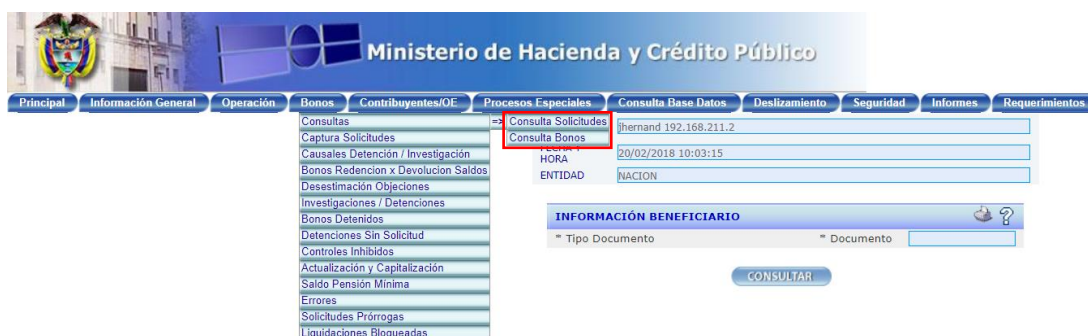 Ministerio de Hacienda y Crédito Público
Principal Información General Operación Bonos Contribuyentes/OE Procesos Especiales Consulta Base Datos Deslizamiento Seguridad Informes Requerimientos
Consultas => Consulta Solicitudes jhernand 192.168.211.2
Captura Solicitudes Consulta Bonos
Causales Detención / Investigación HORA 20/02/2018 10:03:15
Bonos Redencion x Devolucion Saldos ENTIDAD NACION
Desestimación Objeciones
Investigaciones / Detenciones
Bonos Detenidos INFORMACIÓN BENEFICIARIO ?
Detenciones Sin Solicitud * Tipo Documento * Documento
Controles Inhibidos
Actualización y Capitalización
Saldo Pensión Mínima CONSULTAR
Errores
Solicitudes Prórrogas
Liquidaciones Bloqueadas